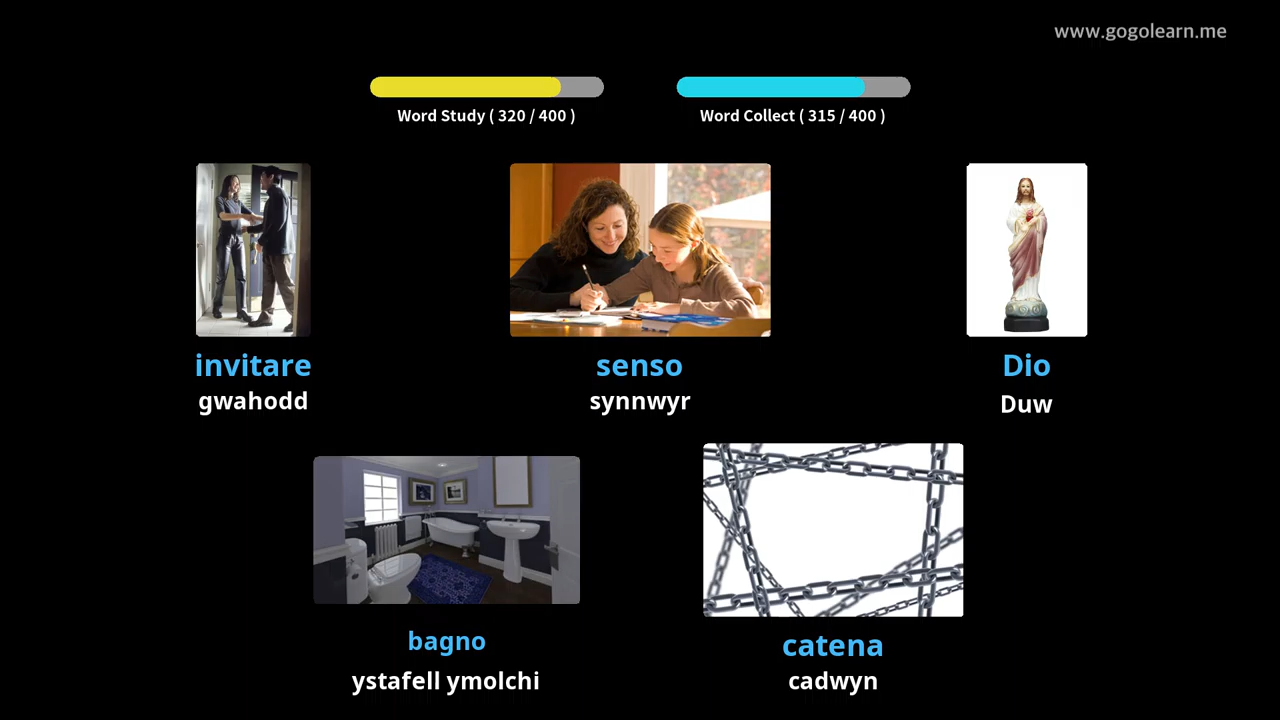 www.gogolearn.me
Word Study ( 320 / 400 )
Word Collect ( 315 / 400 )
invitare
gwahodd
senso
synnwyr
Dio
Duw
bagno
ystafell ymolchi
catena
cadwyn